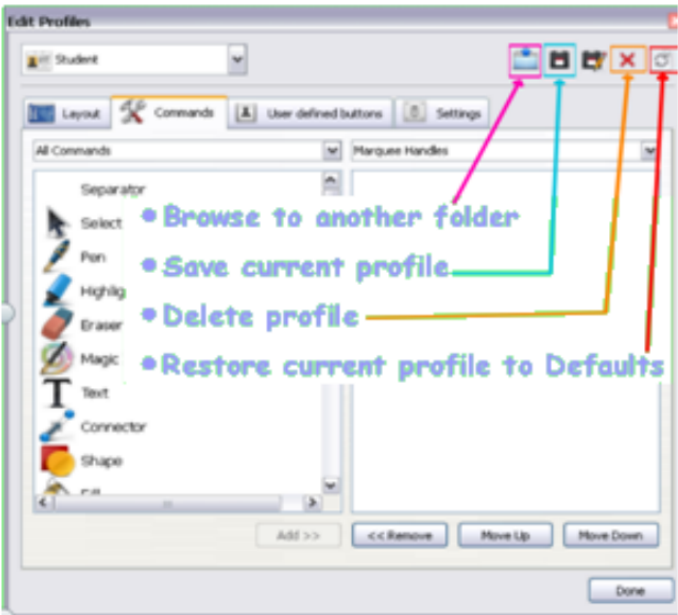 Edit Profiles
Student
Layout Commands User defined buttons Settings
All Commands Marquee Handles
Separator
Select
• Browse to another folder
Pen
• Save current profile
Highlig
• Delete profile
Eraser
Magic
• Restore current profile to Defaults
Text
Connector
Shape
Add >> << Remove Move Up Move Down
Done